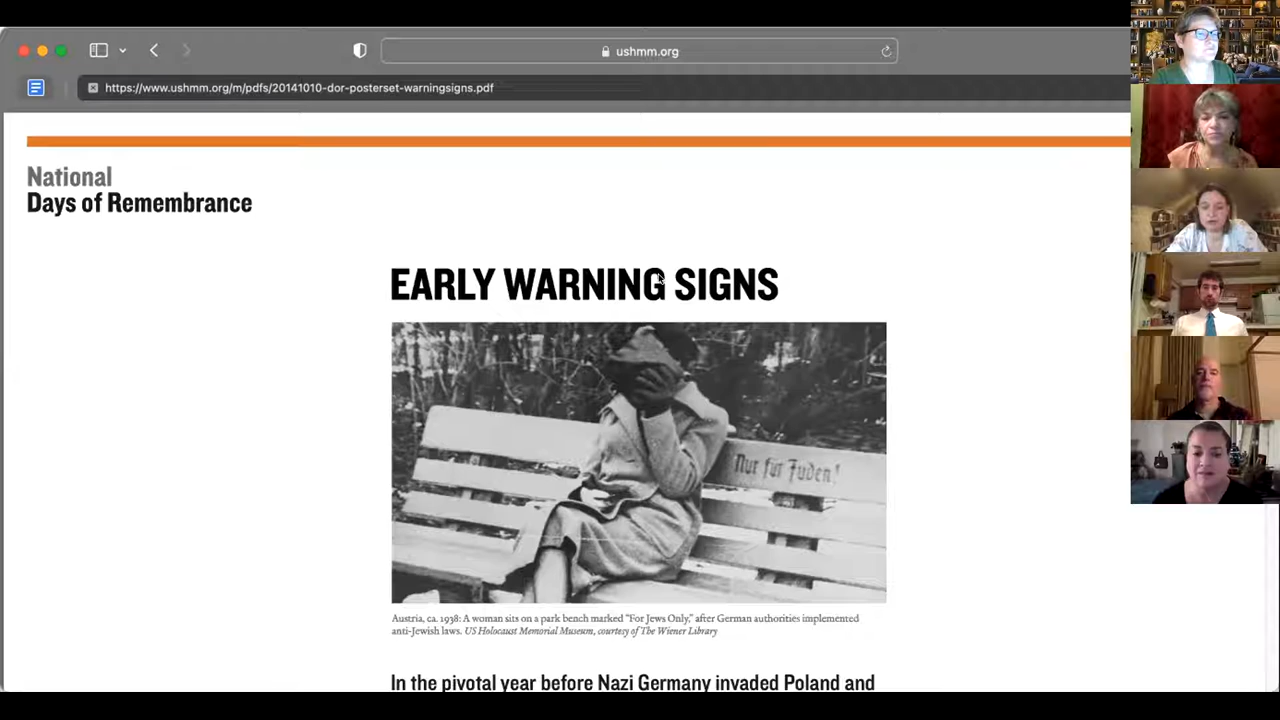 ushmm.org
https://www.ushmm.org/m/pdfs/20141010-dor-posterset-warningsigns.pdf
National
Days of Remembrance
EARLY WARNING SIGNS
Nur für Juden!
Austria, ca. 1938: A woman sits on a park bench marked “For Jews Only,” after German authorities implemented
anti-Jewish laws. US Holocaust Memorial Museum, courtesy of The Wiener Library
In the pivotal year before Nazi Germany invaded Poland and